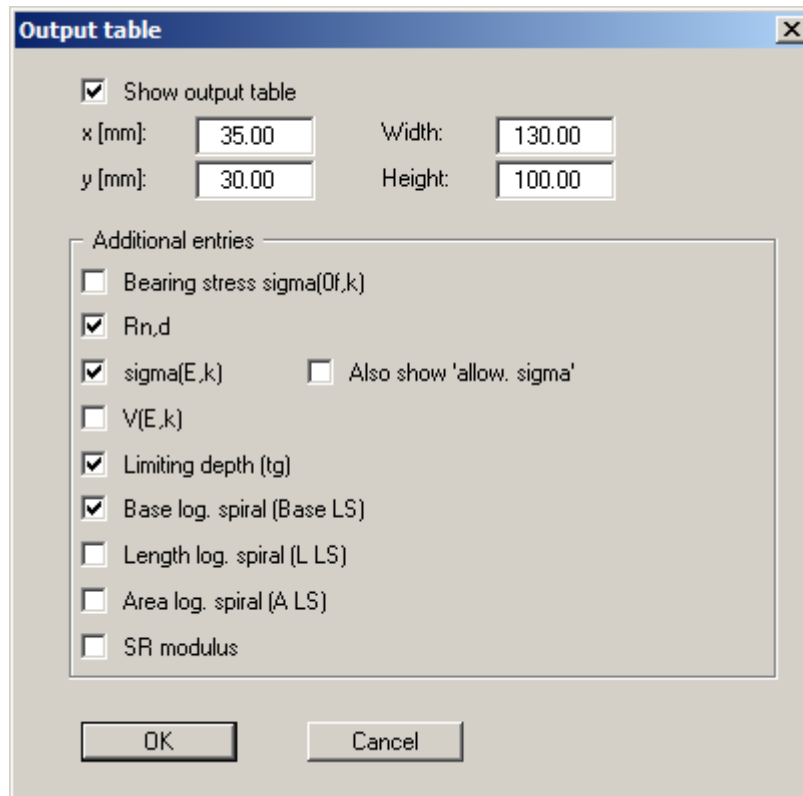 Output table
Show output table
x [mm]: 35.00 Width: 130.00
y [mm]: 30.00 Height: 100.00
Additional entries
Bearing stress sigma(0f,k)
Rn,d
sigma(E,k) Also show 'allow. sigma'
V(E,k)
Limiting depth (tg)
Base log. spiral (Base LS)
Length log. spiral (L LS)
Area log. spiral (A LS)
SR modulus
OK Cancel